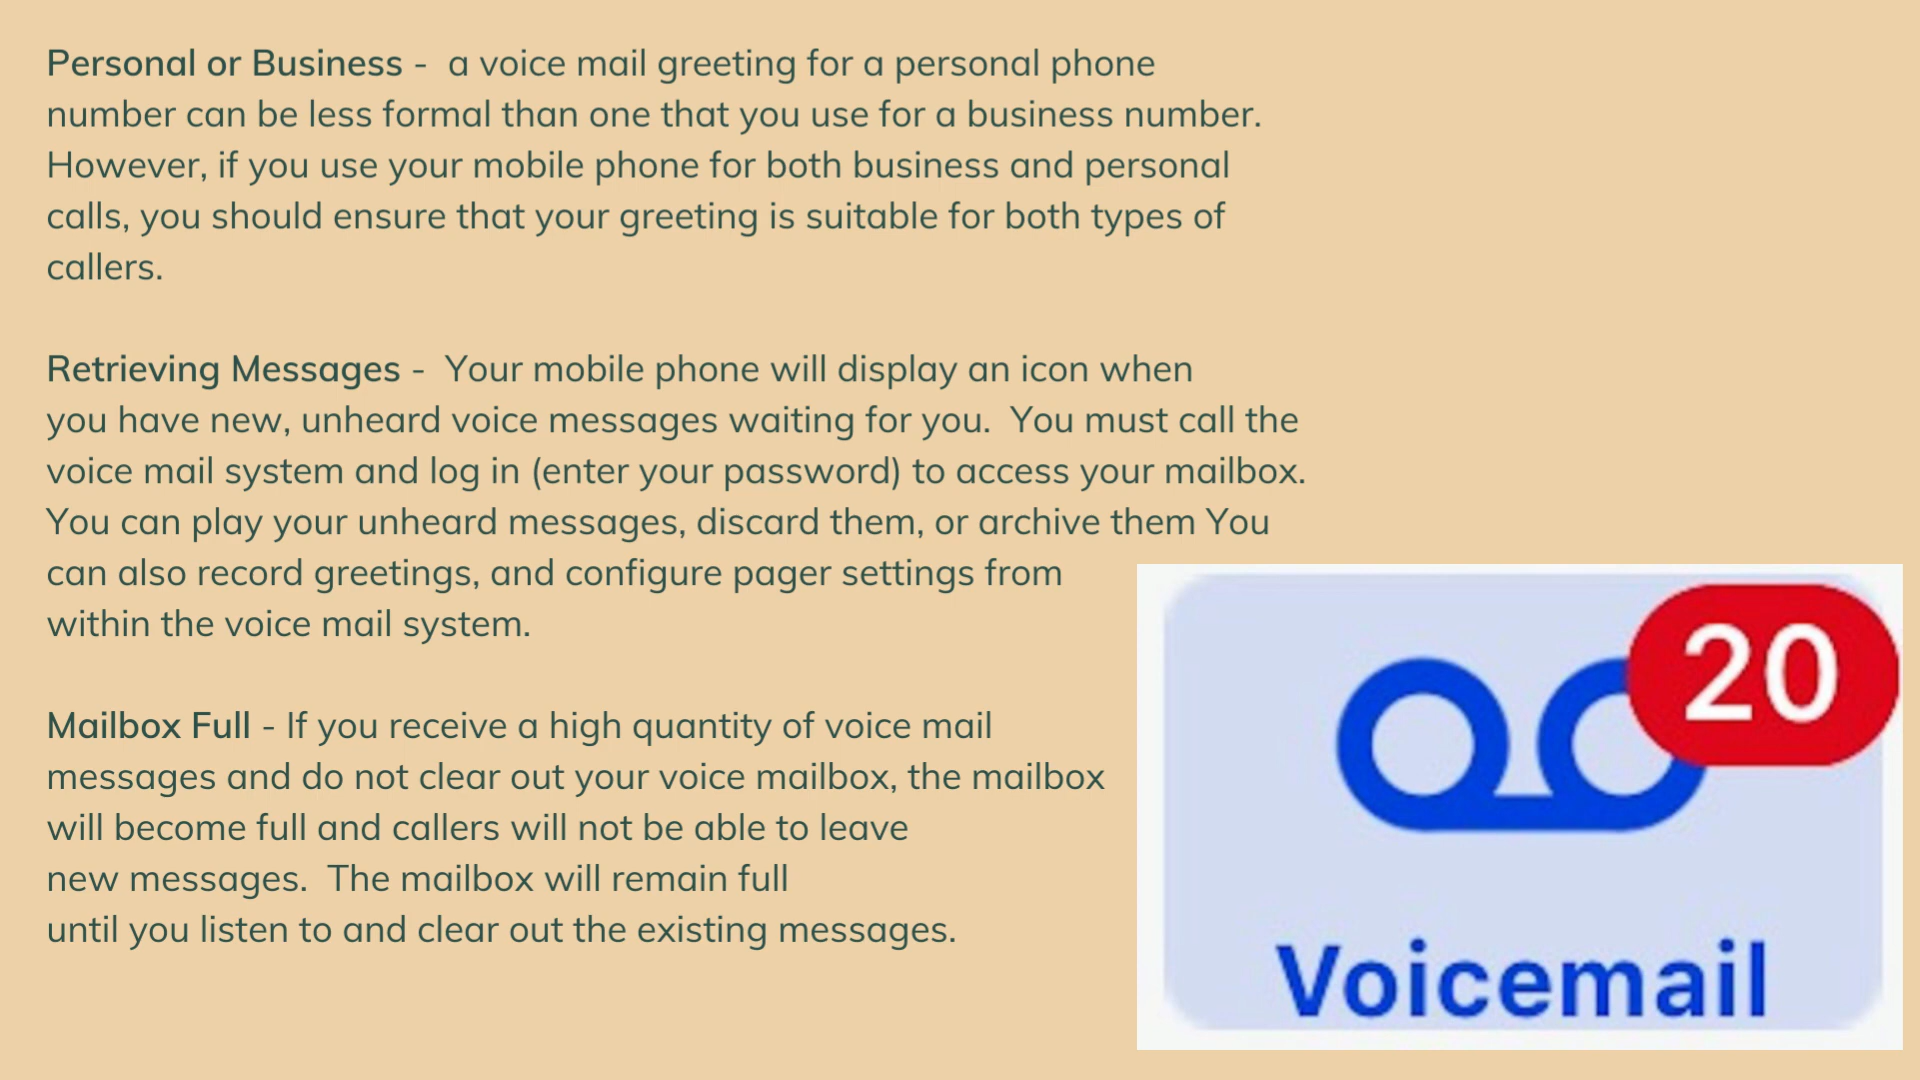 Personal or Business -  a voice mail greeting for a personal phone
number can be less formal than one that you use for a business number.
However, if you use your mobile phone for both business and personal
calls, you should ensure that your greeting is suitable for both types of
callers.
Retrieving Messages -  Your mobile phone will display an icon when
you have new, unheard voice messages waiting for you.  You must call the
voice mail system and log in (enter your password) to access your mailbox.
You can play your unheard messages, discard them, or archive them You
can also record greetings, and configure pager settings from
within the voice mail system.
Mailbox Full - If you receive a high quantity of voice mail
messages and do not clear out your voice mailbox, the mailbox
will become full and callers will not be able to leave
new messages.  The mailbox will remain full
until you listen to and clear out the existing messages.
20
Voicemail